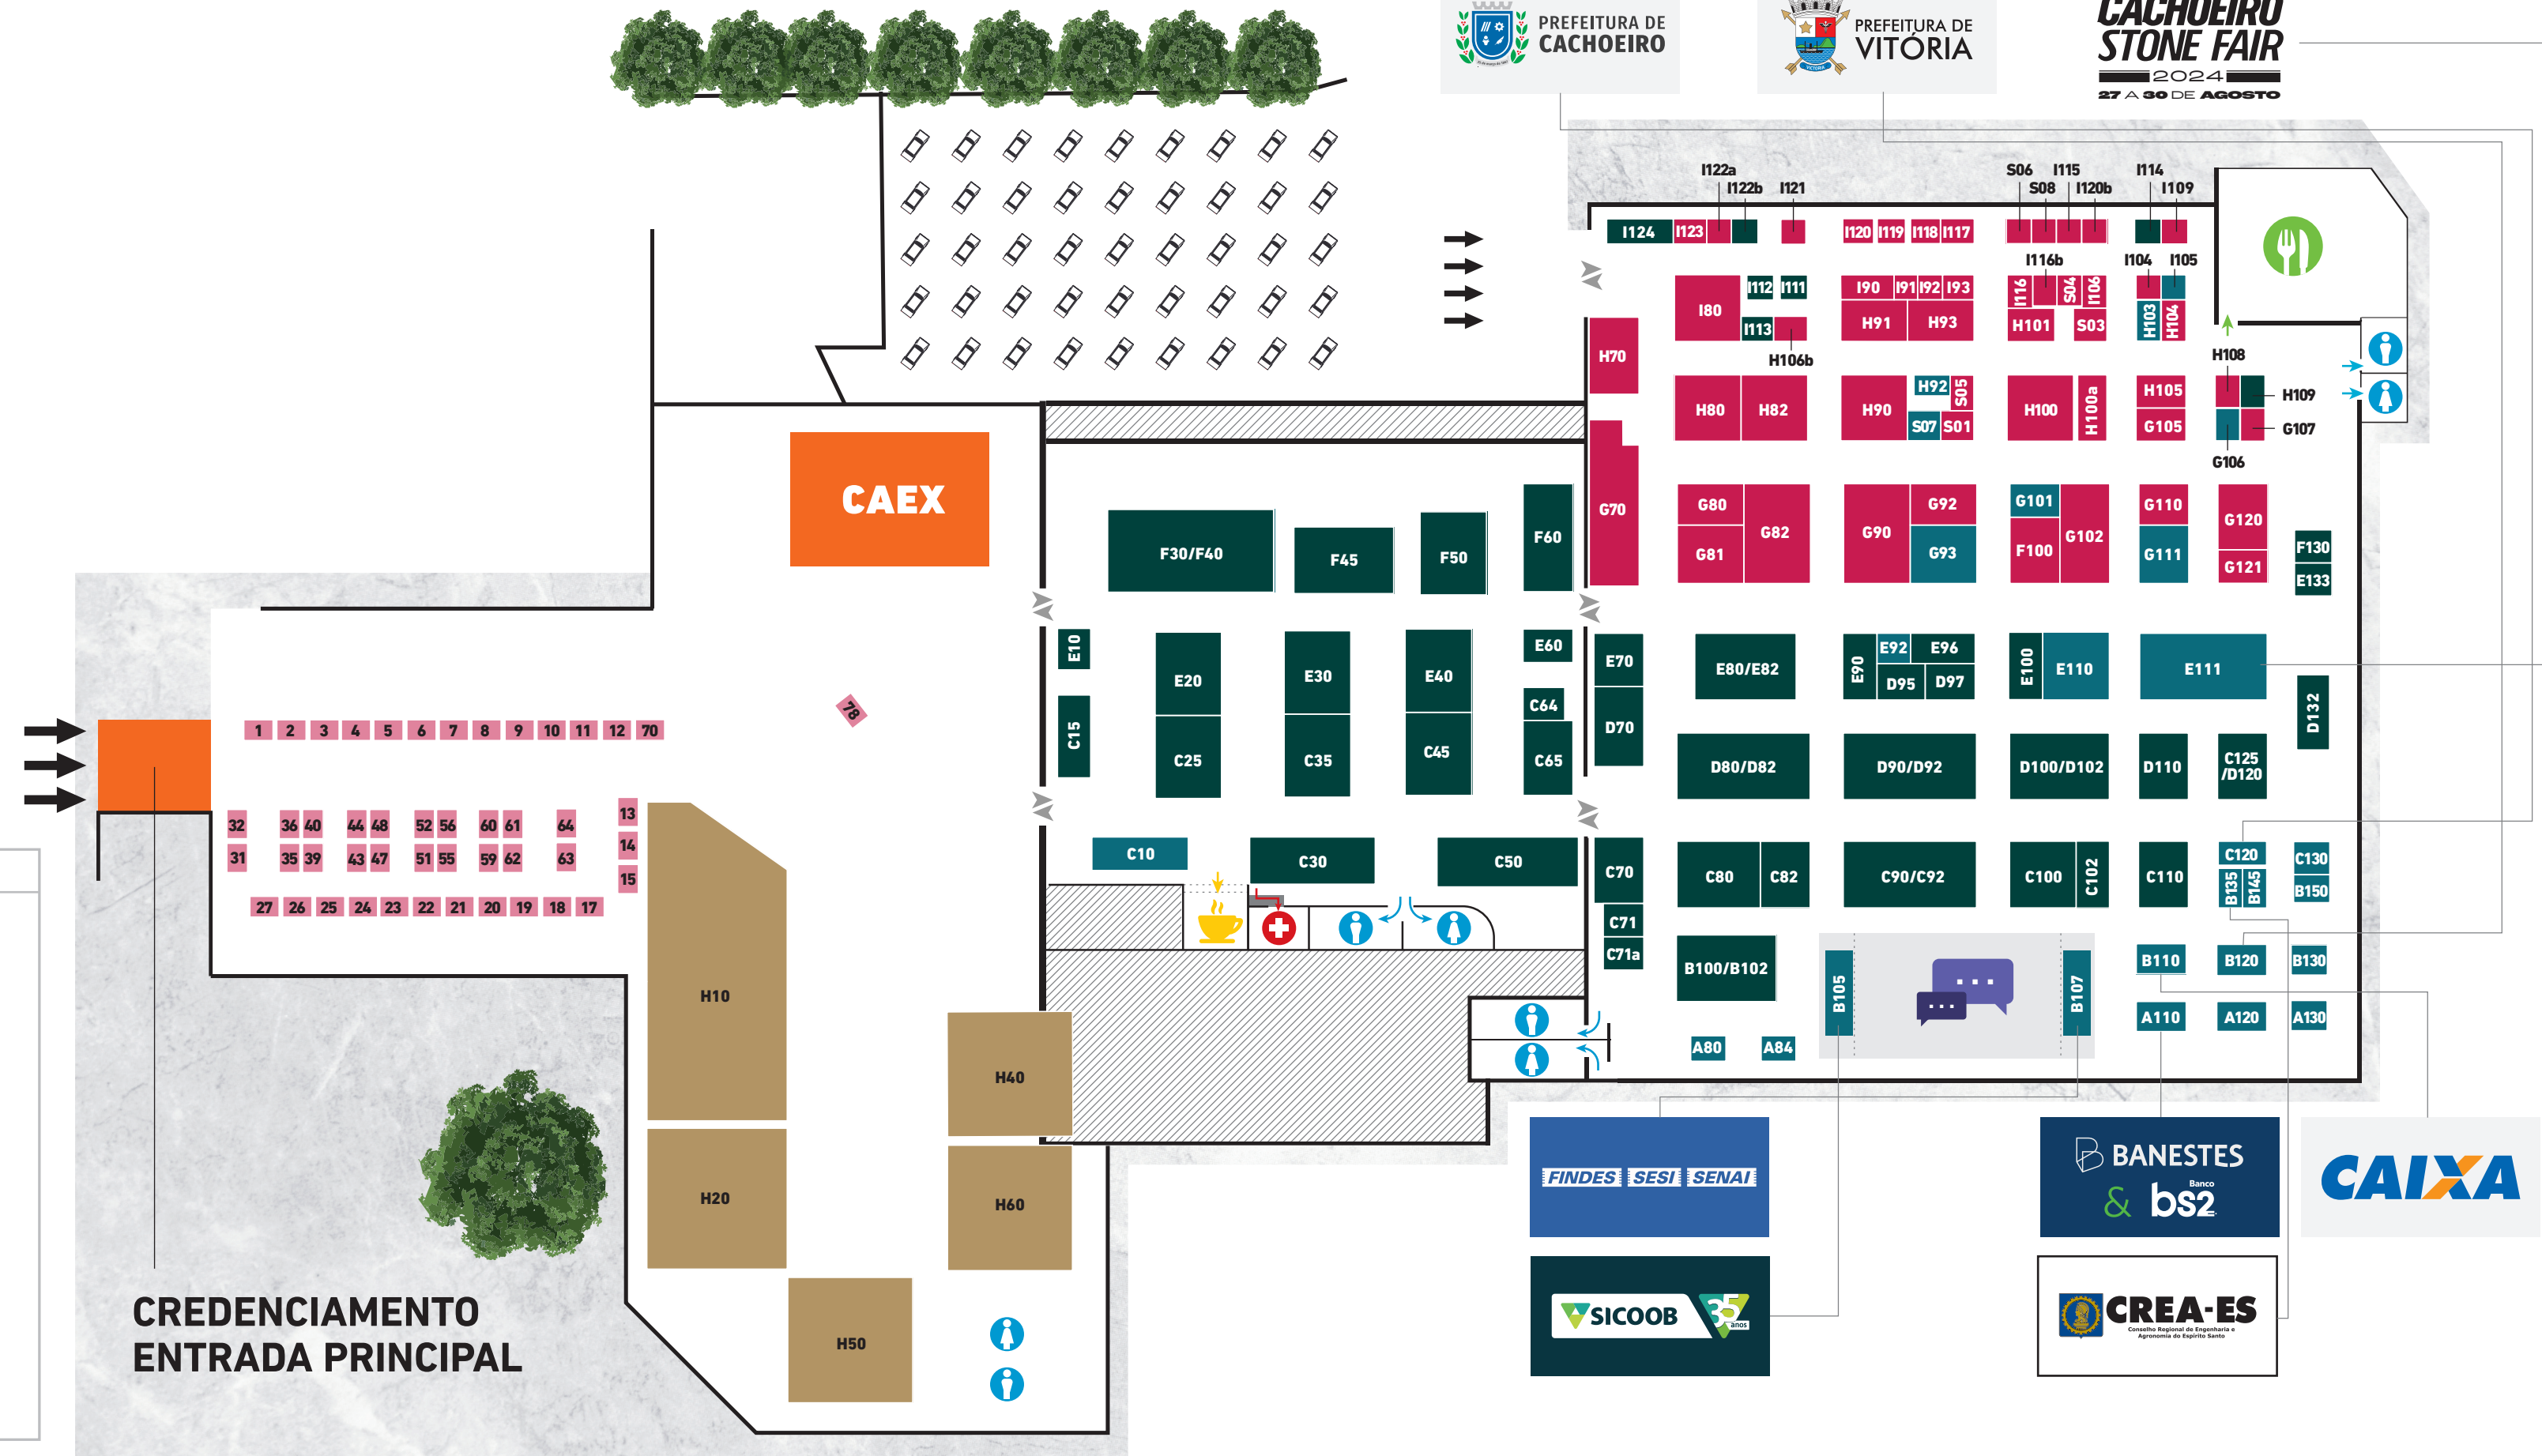 PREFEITURA DE
CACHOEIRO
PREFEITURA DE
VITÓRIA
VITÓRIA
CACHOEIRO
STONE FAIR
2024
27 A 30 DE AGOSTO
I122a
I122b
I121
S06
S08
I115
I120b
I114
I109
I124
I123
I120
I119
I118
I117
I116b
I104
I105
I80
I112
I111
I113
H106b
I90
I91
I92
I93
H91
H93
I116
S04
I106
H101
S03
H103
H104
H70
H108
H109
G107
G106
H80
H82
H90
H92
S05
S07
S01
H100
H100a
H105
G105
CAEX
G70
G80
G81
G82
G90
G92
G93
G101
F100
G102
G110
G111
G120
G121
F130
E133
F30/F40
F45
F50
F60
E10
C15
E20
C25
E30
C35
E40
C45
E60
C64
C65
E70
D70
E80/E82
E90
E92
E96
D95
D97
E100
E110
E111
D132
D80/D82
D90/D92
D100/D102
D110
C125
/D120
78
1 2 3 4 5 6 7 8 9 10 11 12 70
32 36 40 44 48 52 56 60 61 64
31 35 39 43 47 51 55 59 62 63
13
14
15
27 26 25 24 23 22 21 20 19 18 17
C10
C30
C50
C70
C71
C71a
C80
C82
C90/C92
C100
C102
C110
C120
B135
B145
C130
B150
B100/B102
B105
B107
B110
B120
B130
A80
A84
A110
A120
A130
H10
H20
H40
H60
H50
FINDES SESI SENAI
SICOOB 35
anos
BANESTES
& Banco
bs2
CAIXA
CREA-ES
Conselho Regional de Engenharia e
Agronomia do Espírito Santo
CREDENCIAMENTO
ENTRADA PRINCIPAL